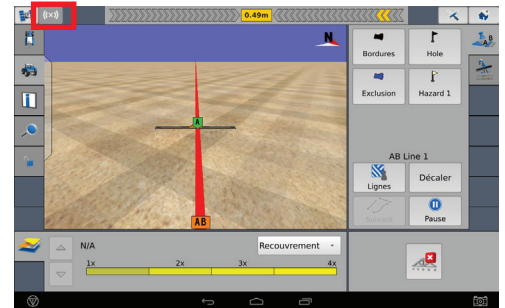 ((×))
0.49m
N
A B
Bordures
Hole
Exclusion
Hazard 1
A
AB Line 1
Lignes
Décaler
AB
Suivant
Pause
N/A
Recouvrement
1x 2x 3x 4x